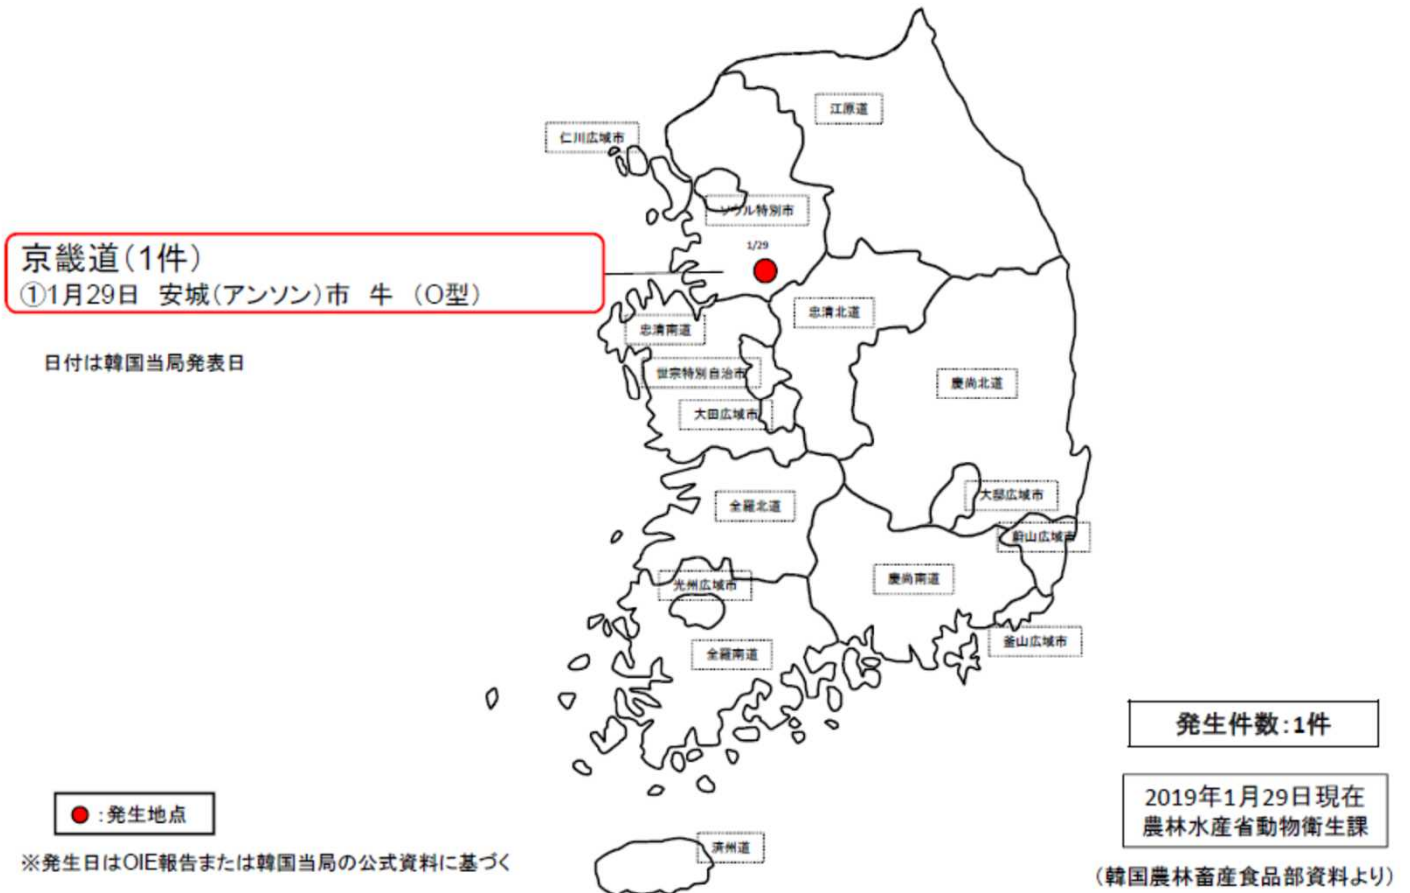 江原道
仁川広域市
ソウル特別市
1/29
京畿道(1件)
①1月29日 安城(アンソン)市 牛 (O型)
忠清北道
忠清南道
日付は韓国当局発表日
世宗特別自治市
慶尚北道
大田広域市
大邸広域市
全羅北道
蔚山広域市
慶尚南道
光州広域市
釜山広域市
全羅南道
発生件数:1件
●:発生地点
2019年1月29日現在
農林水産省動物衛生課
済州道
※発生日はOIE報告または韓国当局の公式資料に基づく
(韓国農林畜産食品部資料より)